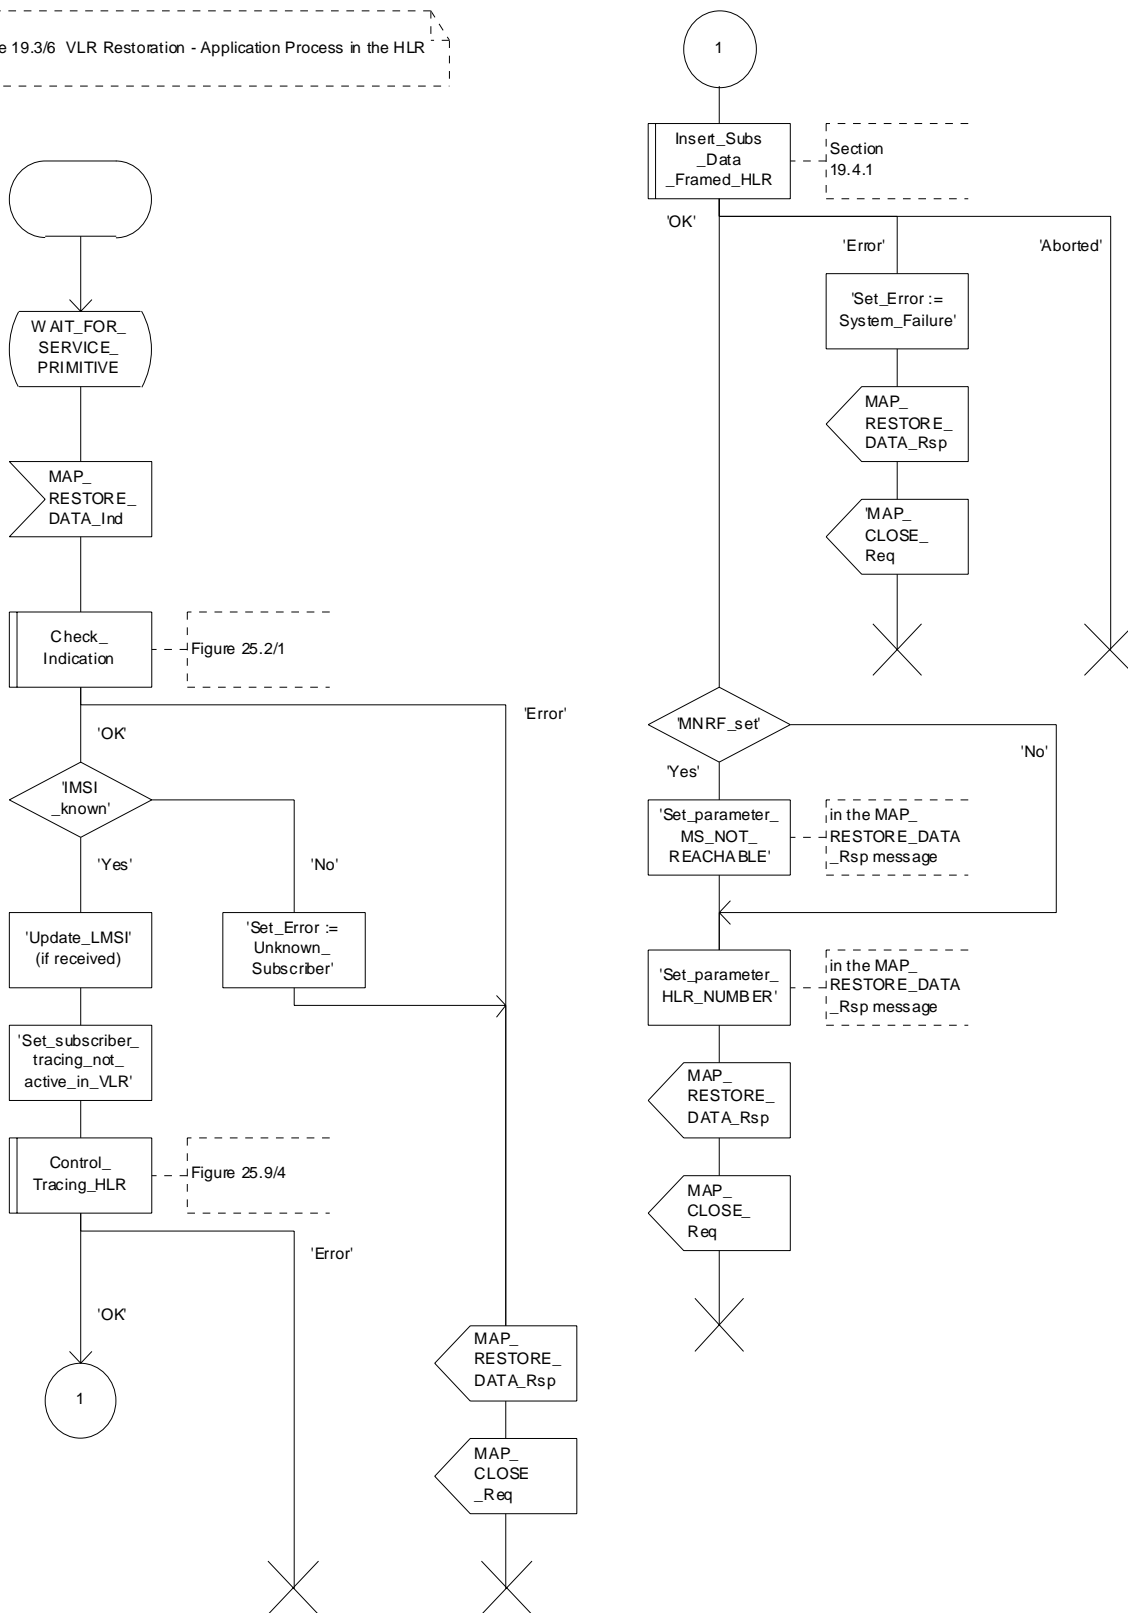 e 19.3/6 VLR Restoration - Application Process in the HLR
WAIT_FOR_
SERVICE_
PRIMITIVE
MAP_
RESTORE_
DATA_Ind
Check_
Indication
Figure 25.2/1
'Error'
'OK'
'IMSI
_known'
'Yes'
'No'
'Update_LMSI'
(if received)
'Set_Error :=
Unknown_
Subscriber'
'Set_subscriber_
tracing_not_
active_in_VLR'
Control_
Tracing_HLR
Figure 25.9/4
'Error'
'OK'
1
MAP_
RESTORE_
DATA_Rsp
MAP_
CLOSE
_Req
1
Insert_Subs
_Data
_Framed_HLR
Section
19.4.1
'OK'
'Error'
'Aborted'
'Set_Error :=
System_Failure'
MAP_
RESTORE_
DATA_Rsp
'MAP_
CLOSE_
Req
'MNRF_set'
'No'
'Yes'
'Set_parameter_
MS_NOT_
REACHABLE'
in the MAP_
RESTORE_DATA
_Rsp message
'Set_parameter_
HLR_NUMBER'
in the MAP_
RESTORE_DATA
_Rsp message
MAP_
RESTORE_
DATA_Rsp
MAP_
CLOSE_
Req